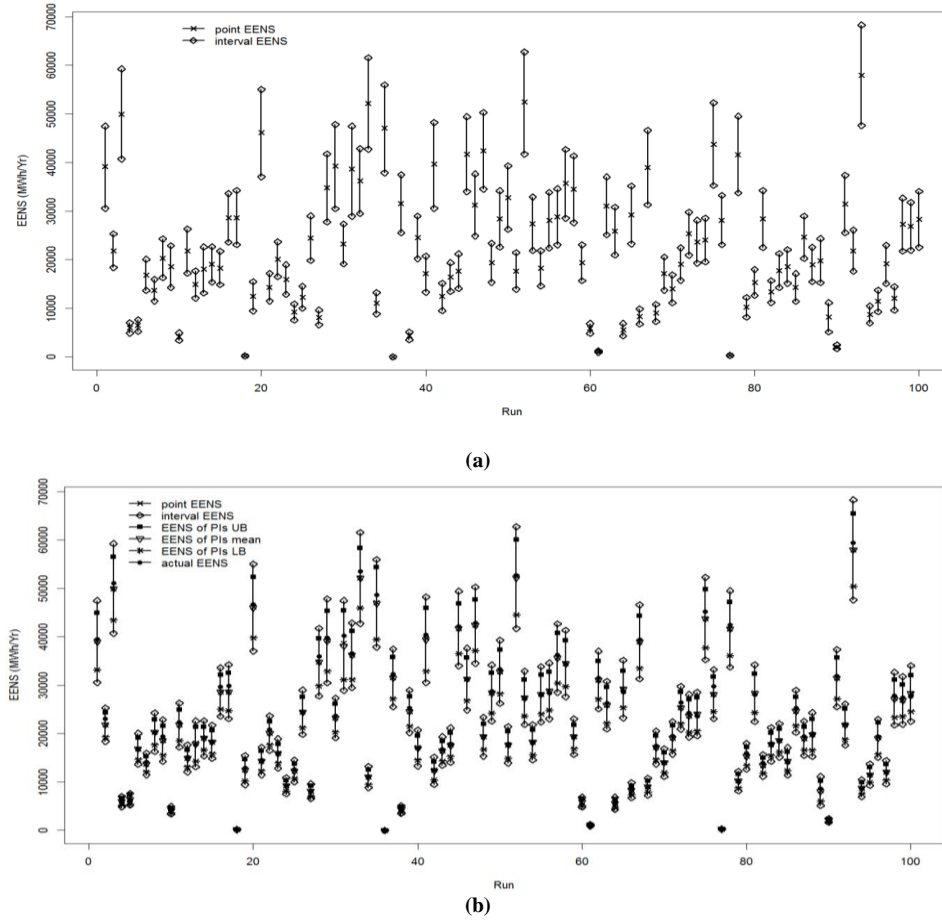 70000
60000
50000
40000
30000
20000
10000
0
EENS (MWh/Yr)
point EENS
interval EENS
0 20 40 60 80 100
Run
(a)
70000
60000
50000
40000
30000
20000
10000
0
EENS (MWh/Yr)
point EENS
interval EENS
EENS of PIs UB
EENS of PIs mean
EENS of PIs LB
actual EENS
0 20 40 60 80 100
Run
(b)